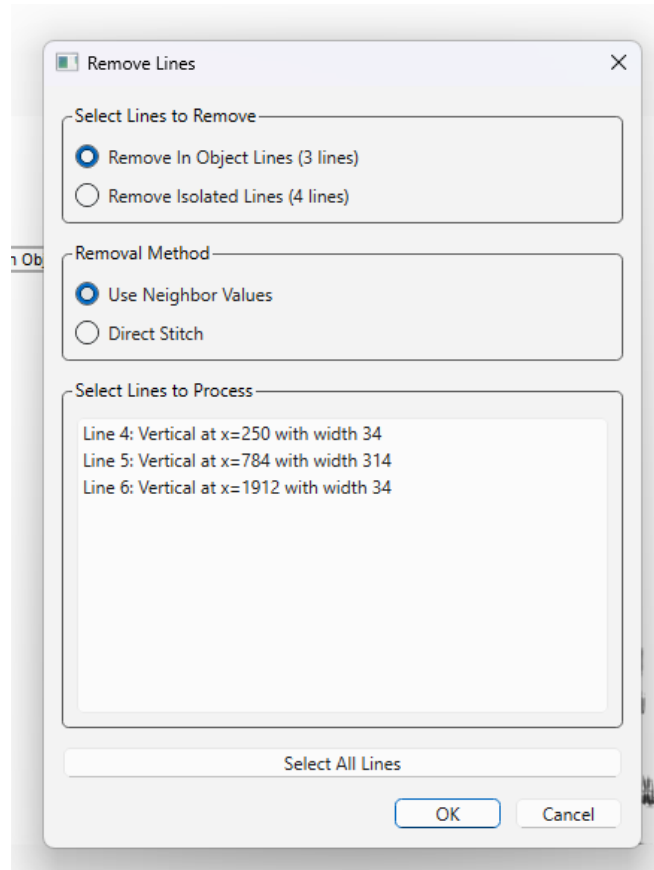 Remove Lines
Select Lines to Remove
Remove In Object Lines (3 lines)
Remove Isolated Lines (4 lines)
Removal Method
Use Neighbor Values
Direct Stitch
Select Lines to Process
Line 4: Vertical at x=250 with width 34
Line 5: Vertical at x=784 with width 314
Line 6: Vertical at x=1912 with width 34
Select All Lines
OK Cancel